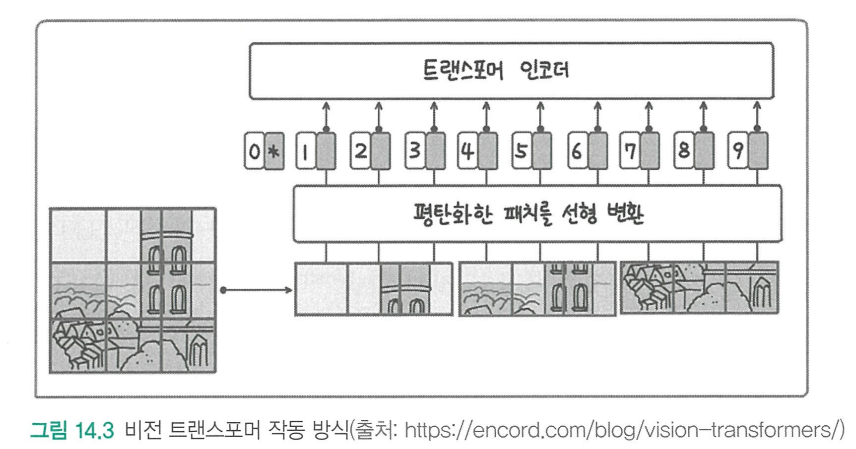 트랜스포머 인코더
0 * 1 2 3 4 5 6 7 8 9
평탄화한 패치를 선형 변환
그림 14.3 비전 트랜스포머 작동 방식(출처: https://encord.com/blog/vision-transformers/)